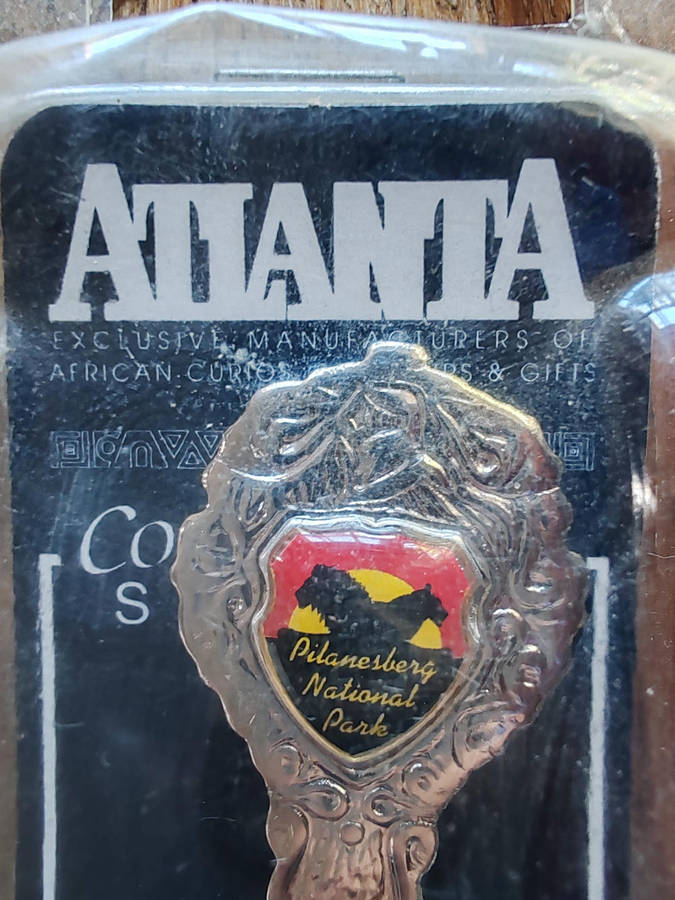 ATLANTA
EXCLUSIVE MANUFACTURERS OF
AFRICAN CURIOS & GIFTS
Co
S
Pilanesberg
National
Park